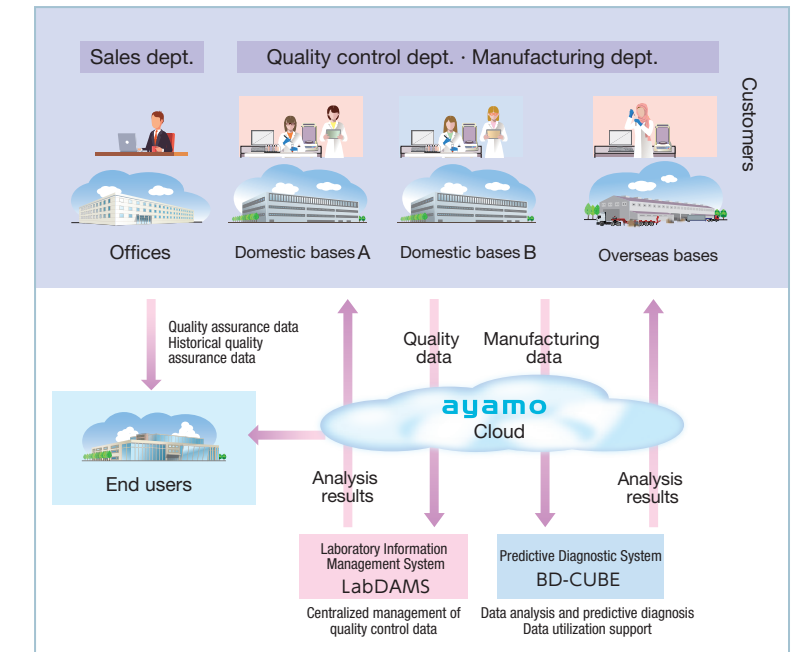 Sales dept.
Quality control dept. · Manufacturing dept.
Customers
Offices
Domestic bases A
Domestic bases B
Overseas bases
Quality assurance data
Historical quality
assurance data
Quality
data
Manufacturing
data
ayamo
Cloud
End users
Analysis
results
Analysis
results
Laboratory Information
Management System
LabDAMS
Predictive Diagnostic System
BD-CUBE
Centralized management of
quality control data
Data analysis and predictive diagnosis
Data utilization support